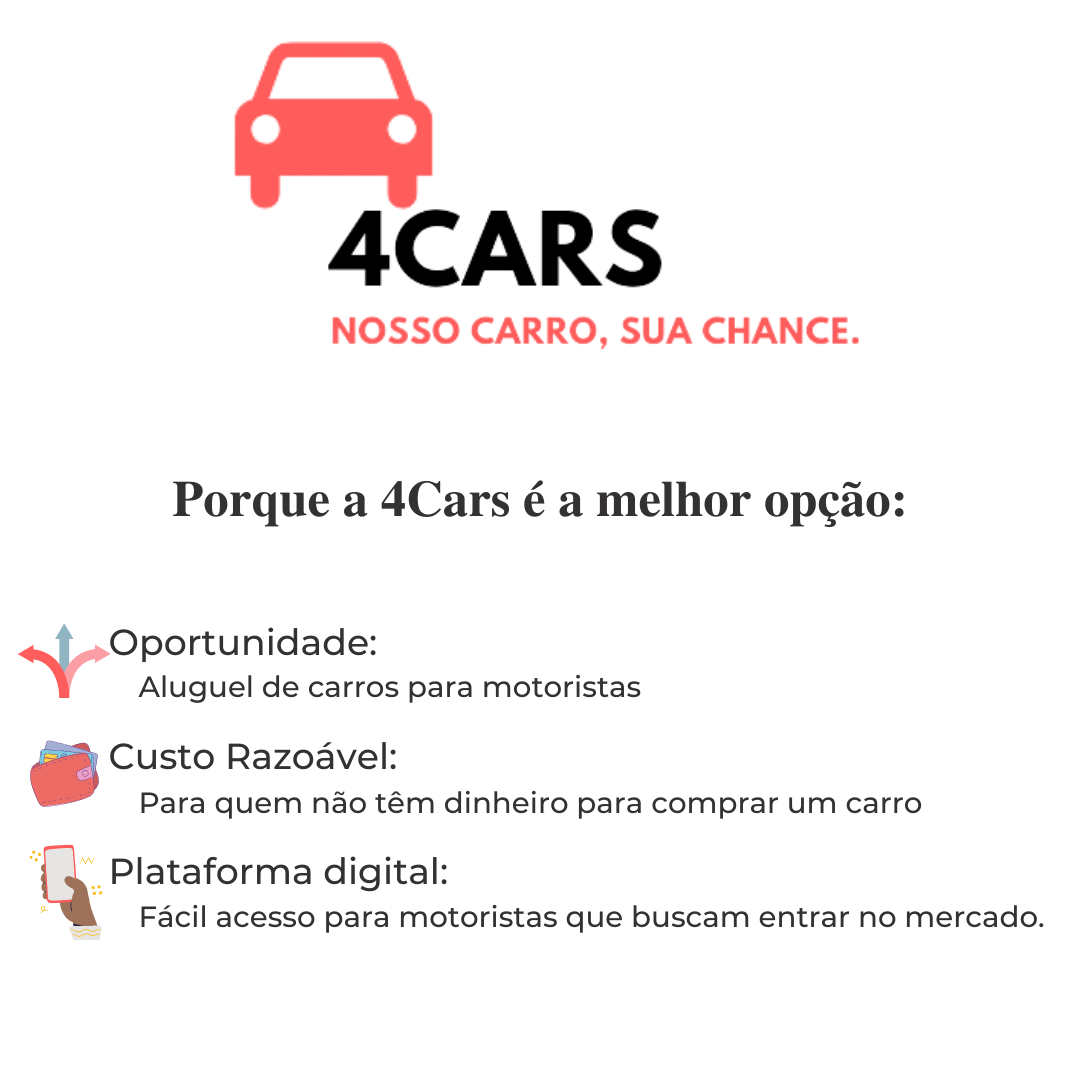 4CARS
NOSSO CARRO, SUA CHANCE.
Porque a 4Cars é a melhor opção:
Oportunidade:
Aluguel de carros para motoristas
Custo Razoável:
Para quem não têm dinheiro para comprar um carro
Plataforma digital:
Fácil acesso para motoristas que buscam entrar no mercado.